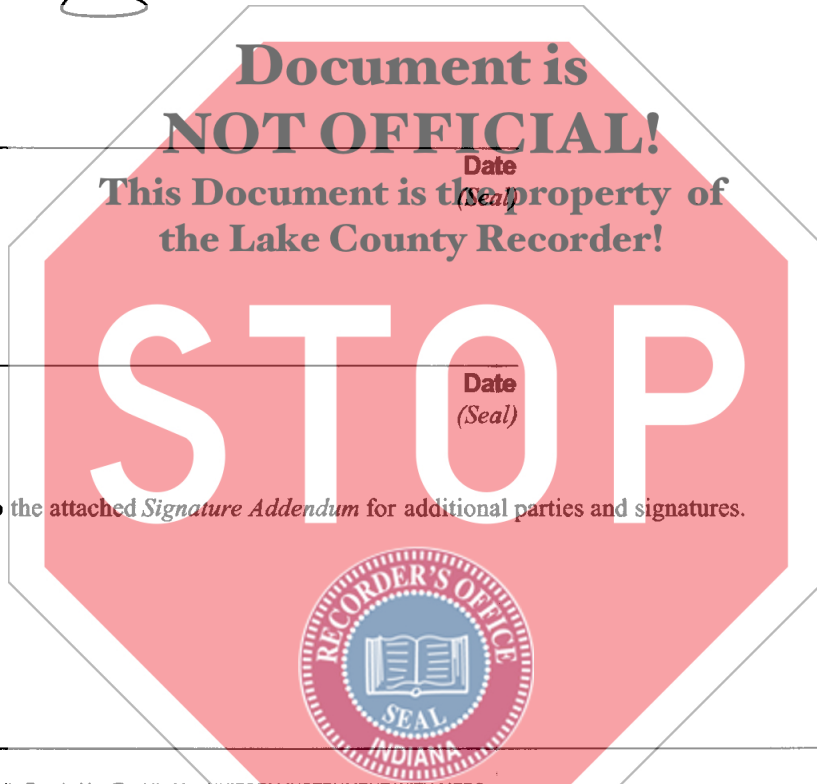 Document is
NOT OFFICIAL!
Date
This Document is the property of
(Seal)
the Lake County Recorder!
STOP
Date
(Seal)
the attached Signature Addendum for additional parties and signatures.
RECORDER'S OFFICE
SEAL
INDIANA